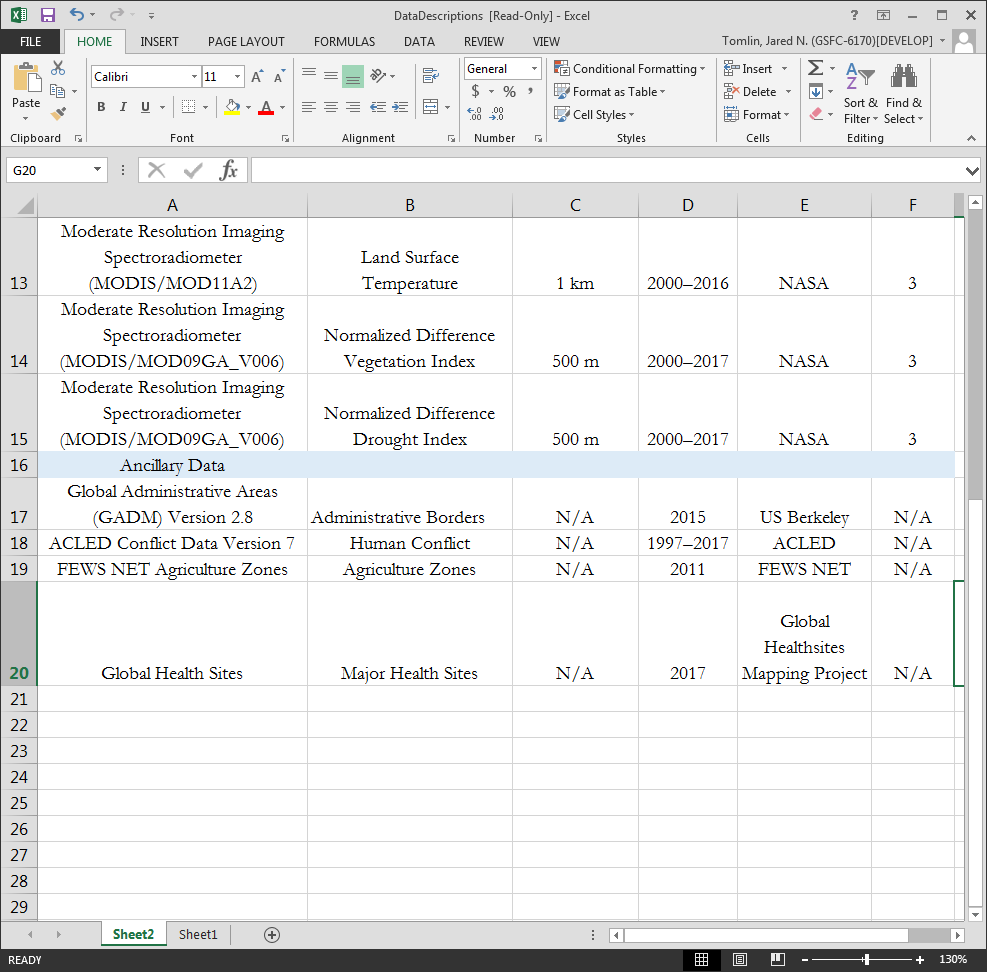 DataDescriptions [Read-Only] - Excel
?
FILE HOME INSERT PAGE LAYOUT FORMULAS DATA REVIEW VIEW Tomlin, Jared N. (GSFC-6170)[DEVELOP]
Calibri 11 A A General Conditional Formatting Insert Σ A Z
Paste B I U A $ % , Format as Table Delete Sort & Find &
.0 .00 .00 .0 Cell Styles Format Filter Select
Clipboard Font Alignment Number Styles Cells Editing
G20 fx
A B C D E F
Moderate Resolution Imaging
Spectroradiometer Land Surface
13 (MODIS/MOD11A2) Temperature 1 km 2000–2016 NASA 3
Moderate Resolution Imaging
Spectroradiometer Normalized Difference
14 (MODIS/MOD09GA_V006) Vegetation Index 500 m 2000–2017 NASA 3
Moderate Resolution Imaging
Spectroradiometer Normalized Difference
15 (MODIS/MOD09GA_V006) Drought Index 500 m 2000–2017 NASA 3
16 Ancillary Data
Global Administrative Areas
17 (GADM) Version 2.8 Administrative Borders N/A 2015 US Berkeley N/A
18 ACLED Conflict Data Version 7 Human Conflict N/A 1997–2017 ACLED N/A
19 FEWS NET Agriculture Zones Agriculture Zones N/A 2011 FEWS NET N/A
Global
Healthsites
20 Global Health Sites Major Health Sites N/A 2017 Mapping Project N/A
21
22
23
24
25
26
27
28
29
Sheet2 Sheet1
READY 130%